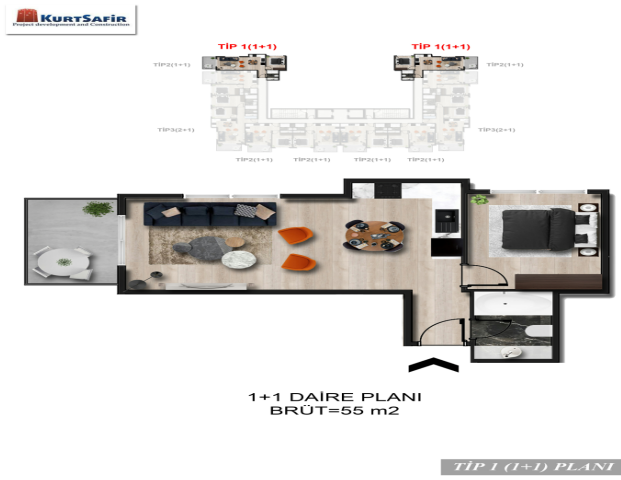 KURTSAFİR
Project development and Construction
TİP 1(1+1)
TİP 1(1+1)
TİP2(1+1)
TİP2(1+1)
TİP3(2+1)
TİP3(2+1)
TİP2(1+1)
TİP2(1+1)
TİP2(1+1)
TİP2(1+1)
1+1 DAİRE PLANI
BRÜT=55 m2
TİP 1 (1+1) PLANI